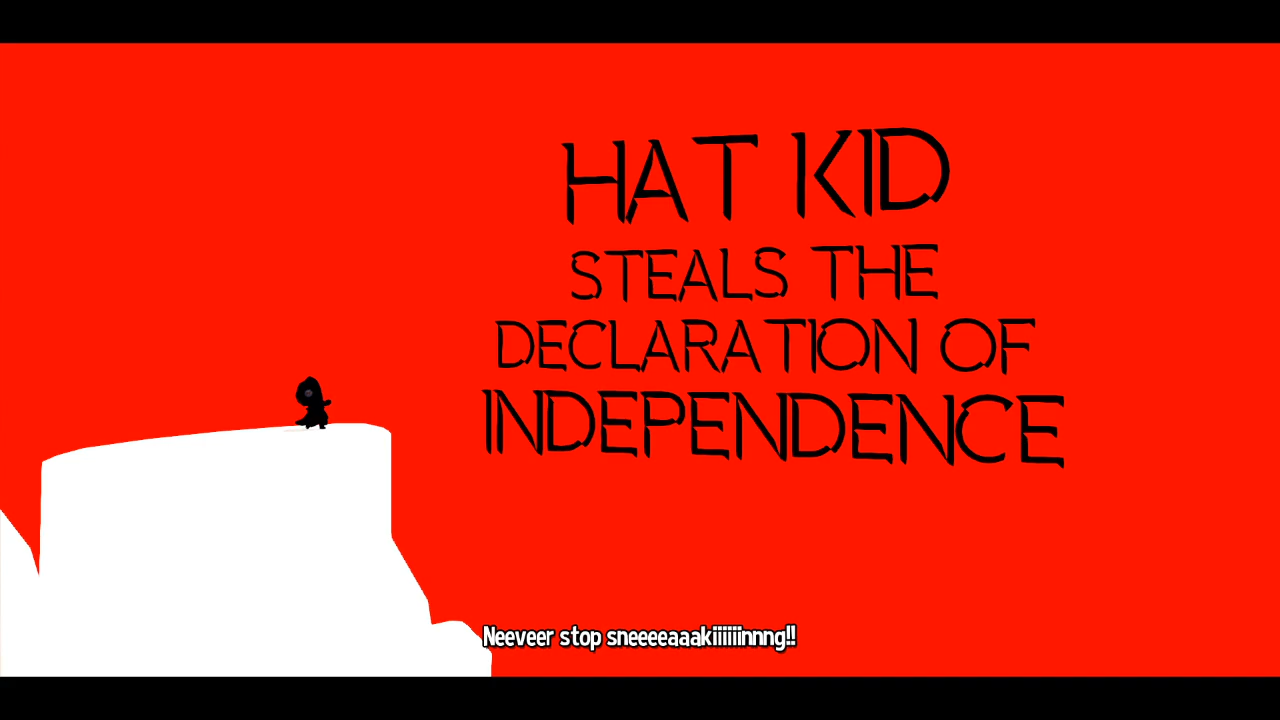 HAT KID
STEALS THE
DECLARATION OF
INDEPENDENCE
Neeveer stop sneeeeaaakiiiiiinnng!!